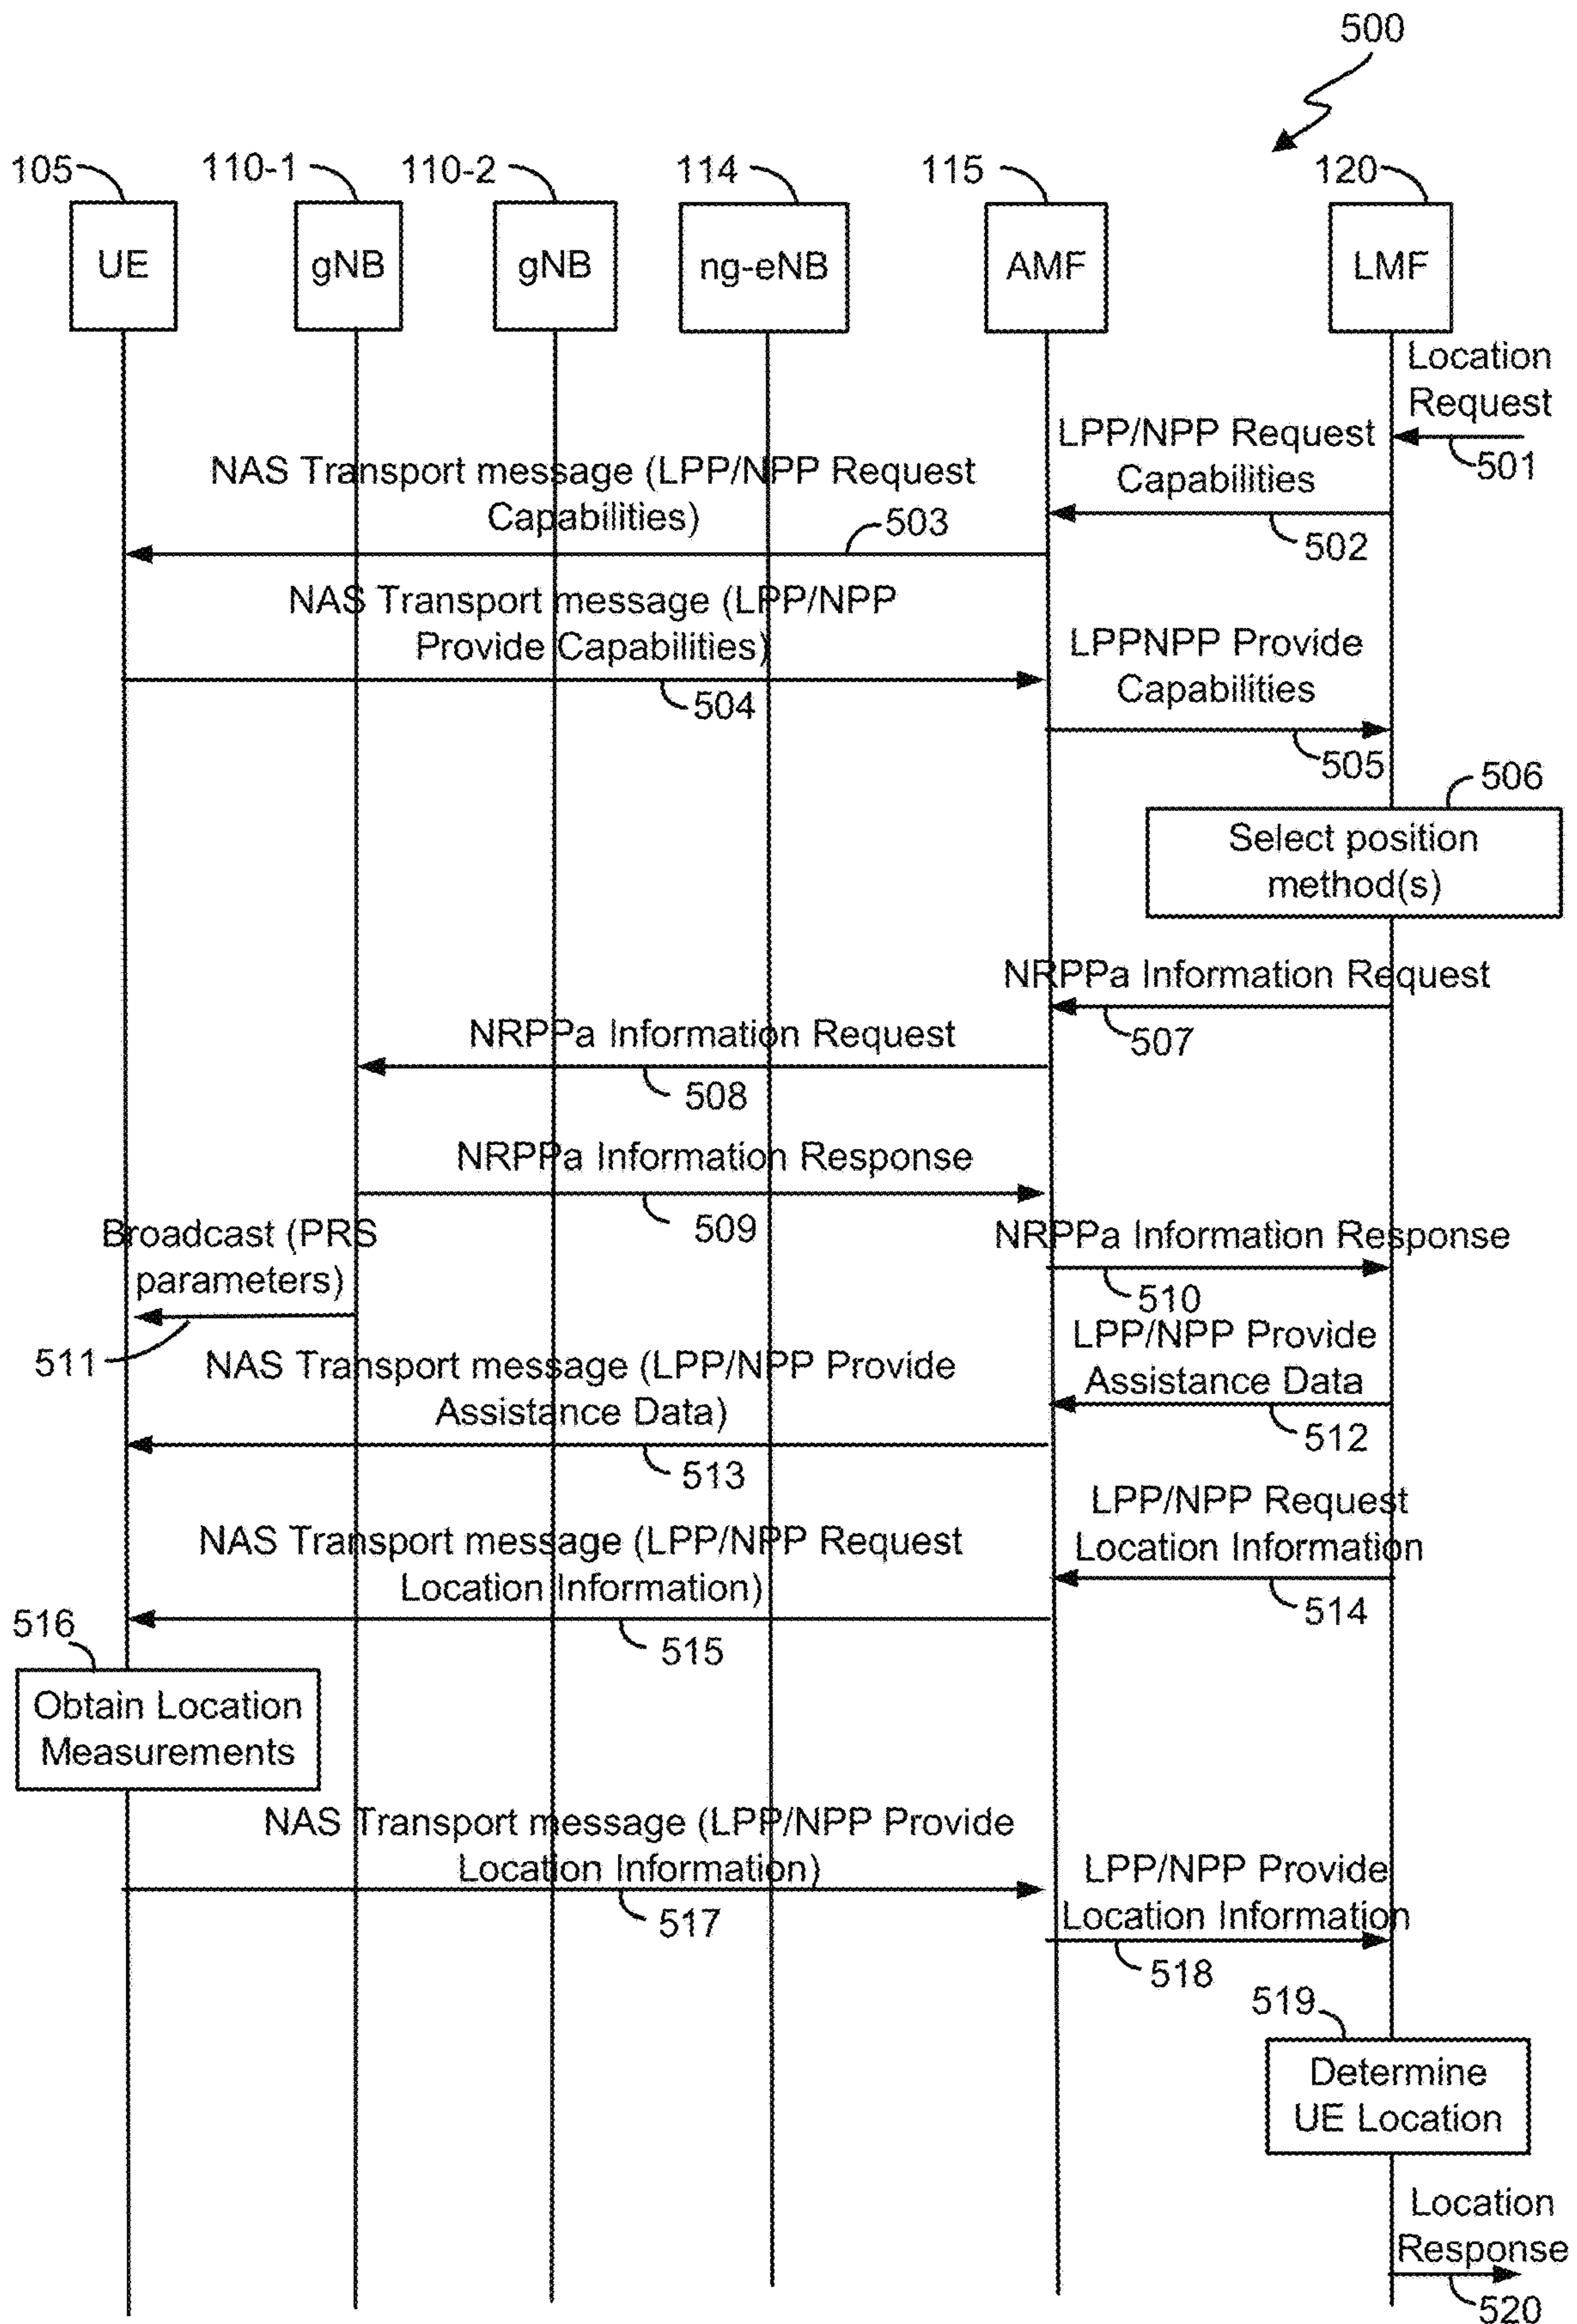 500
105
110-1
110-2
114
115
120
UE
gNB
gNB
ng-eNB
AMF
LMF
Location
Request
501
LPP/NPP Request
Capabilities
502
NAS Transport message (LPP/NPP Request
Capabilities)
503
NAS Transport message (LPP/NPP
Provide Capabilities)
504
LPPNPP Provide
Capabilities
505
506
Select position
method(s)
NRPPa Information Request
507
NRPPa Information Request
508
NRPPa Information Response
509
NRPPa Information Response
510
Broadcast (PRS
parameters)
511
LPP/NPP Provide
Assistance Data
512
NAS Transport message (LPP/NPP Provide
Assistance Data)
513
LPP/NPP Request
Location Information
514
NAS Transport message (LPP/NPP Request
Location Information)
515
516
Obtain Location
Measurements
NAS Transport message (LPP/NPP Provide
Location Information)
517
LPP/NPP Provide
Location Information
518
519
Determine
UE Location
Location
Response
520